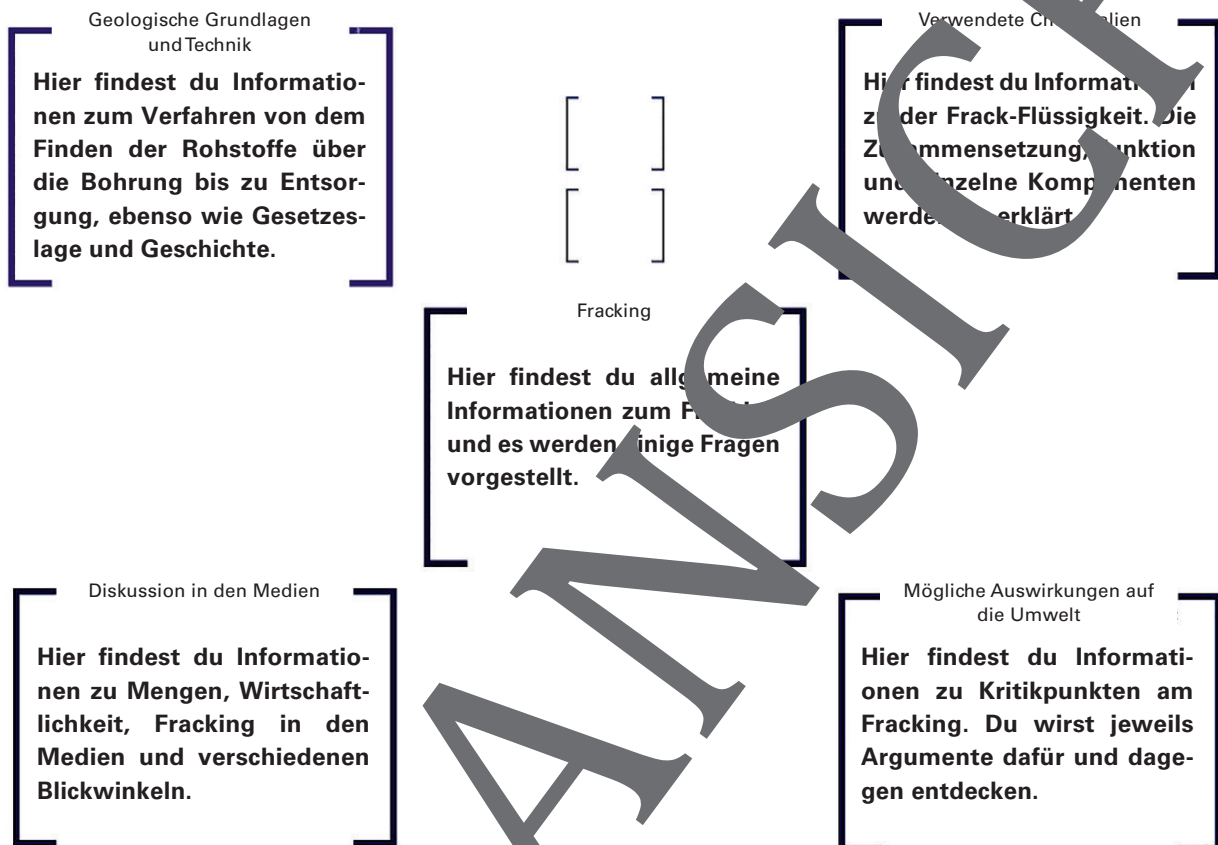 Geologische Grundlagen
und Technik
Hier findest du Informatio-
nen zum Verfahren von dem
Finden der Rohstoffe über
die Bohrung bis zu Entsor-
gung, ebenso wie Gesetzes-
lage und Geschichte.
Verwendete
Hier findest du
zu der Frack-Flüssigkeit. Die
Zusammensetzung, Funktion
und einzelne Komponenten
erklärt
Fracking
Hier findest du allgemeine
Informationen zum
und es werden einige Fragen
vorgestellt.
Diskussion in den Medien
Hier findest du Informatio-
nen zu Mengen, Wirtschaft-
lichkeit, Fracking in den
Medien und verschiedenen
Blickwinkeln.
Mögliche Auswirkungen auf
die Umwelt
Hier findest du Informati-
onen zu Kritikpunkten am
Fracking. Du wirst jeweils
Argumente dafür und dage-
gen entdecken.
ANSIC